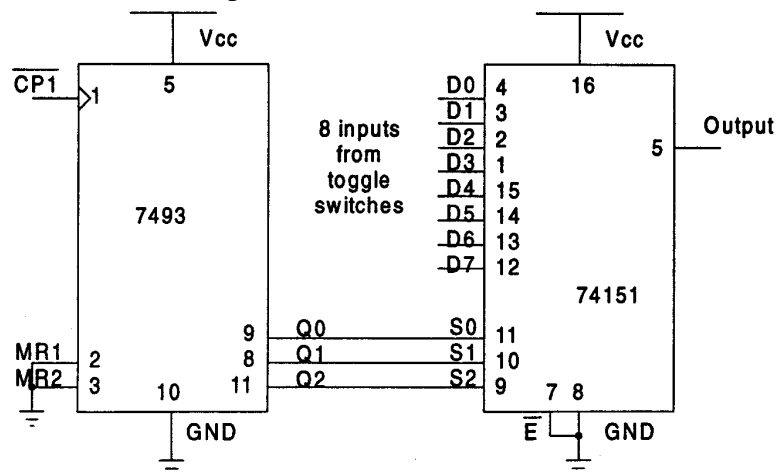 Vcc
Vcc
CP1
1
5
7493
9
8
11
MR1
2
MR2
3
10
GND
Q0
Q1
Q2
8 inputs
from
toggle
switches
D0
4
D1
3
D2
2
D3
1
D4
15
D5
14
D6
13
D7
12
16
5
Output
74151
S0
11
S1
10
S2
9
7
8
E
GND